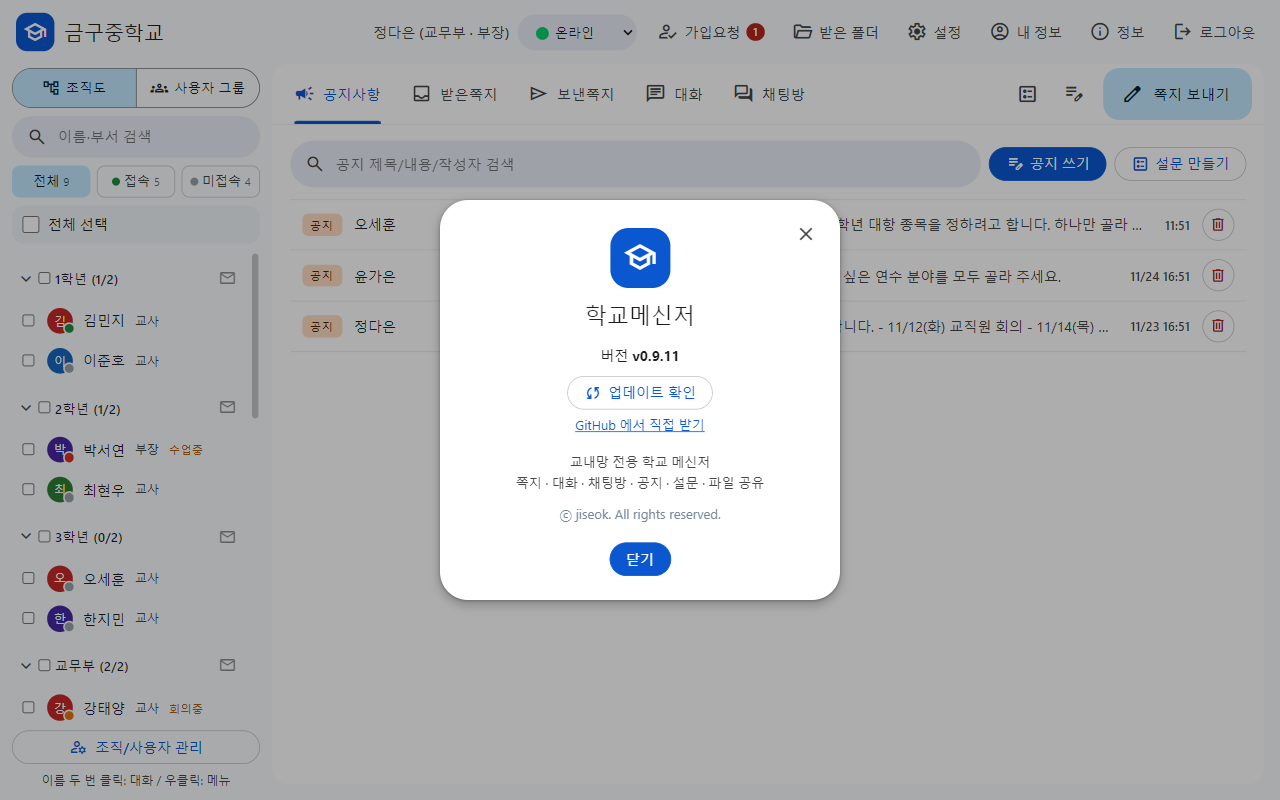 금구중학교
정다은 (교무부 · 부장)
온라인
가입요청 1
받은 폴더
설정
내 정보
정보
로그아웃
조직도
사용자 그룹
이름·부서 검색
전체 9
접속 5
미접속 4
전체 선택
1학년 (1/2)
김 김민지 교사
이 이준호 교사
2학년 (1/2)
박 박서연 부장 수업중
최 최현우 교사
3학년 (0/2)
오 오세훈 교사
한 한지민 교사
교무부 (2/2)
강 강태양 교사 회의중
조직/사용자 관리
이름 두 번 클릭: 대화 / 우클릭: 메뉴
공지사항
받은쪽지
보낸쪽지
대화
채팅방
쪽지 보내기
공지 제목/내용/작성자 검색
공지 쓰기
설문 만들기
공지 오세훈 학년 대항 종목을 정하려고 합니다. 하나만 골라 ... 11:51
공지 윤가은 싶은 연수 분야를 모두 골라 주세요. 11/24 16:51
공지 정다은 니다. - 11/12(화) 교직원 회의 - 11/14(목) ... 11/23 16:51
학교메신저
버전 v0.9.11
업데이트 확인
GitHub 에서 직접 받기
교내망 전용 학교 메신저
쪽지 · 대화 · 채팅방 · 공지 · 설문 · 파일 공유
ⓒ jiseok. All rights reserved.
닫기